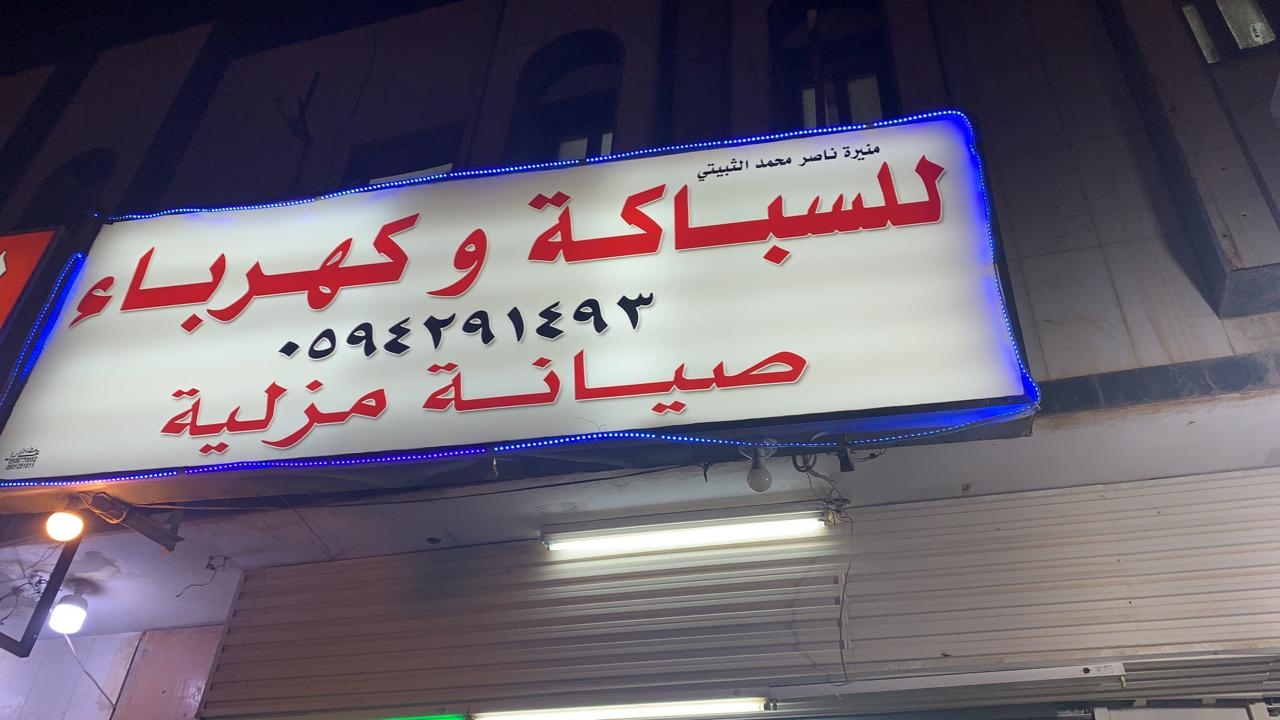 منيرة ناصر محمد الثبيتي
للسباكة و كهرباء
٠٥٩٤٢٩١٤٩٣
صيانة مزلية